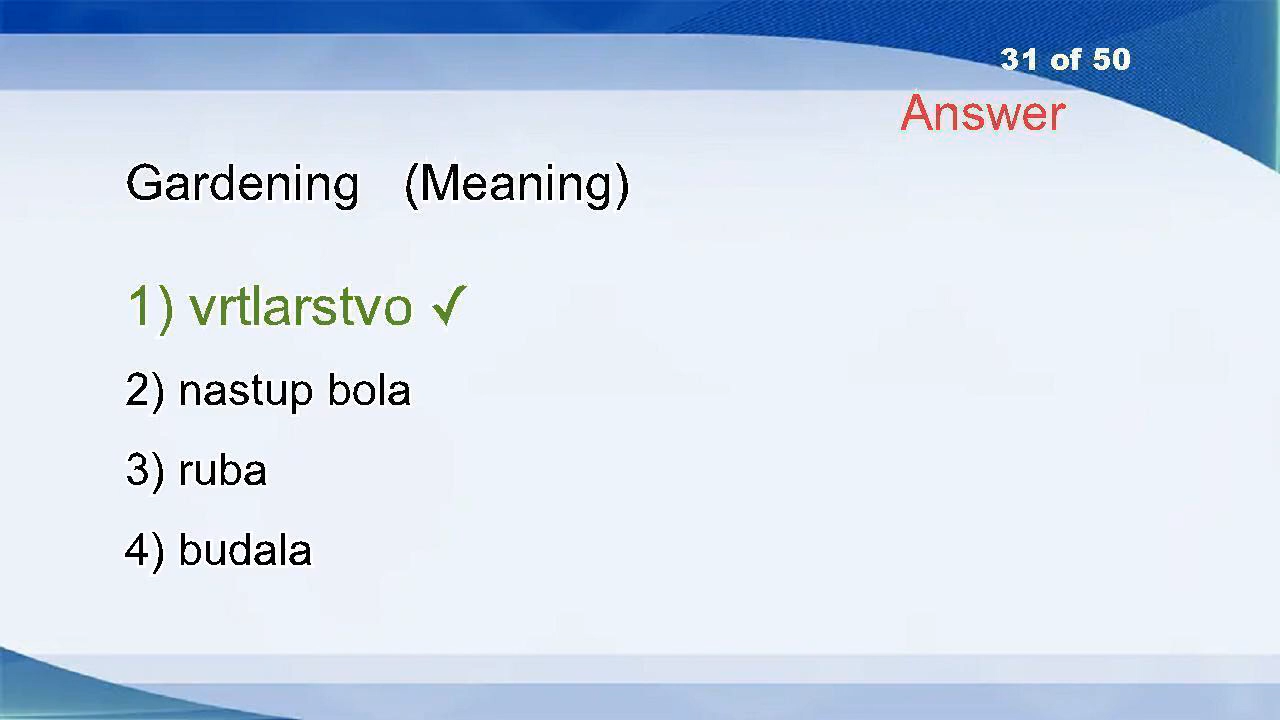 31 of 50
Answer
Gardening (Meaning)
1) vrtlarstvo ✓
2) nastup bola
3) ruba
4) budala